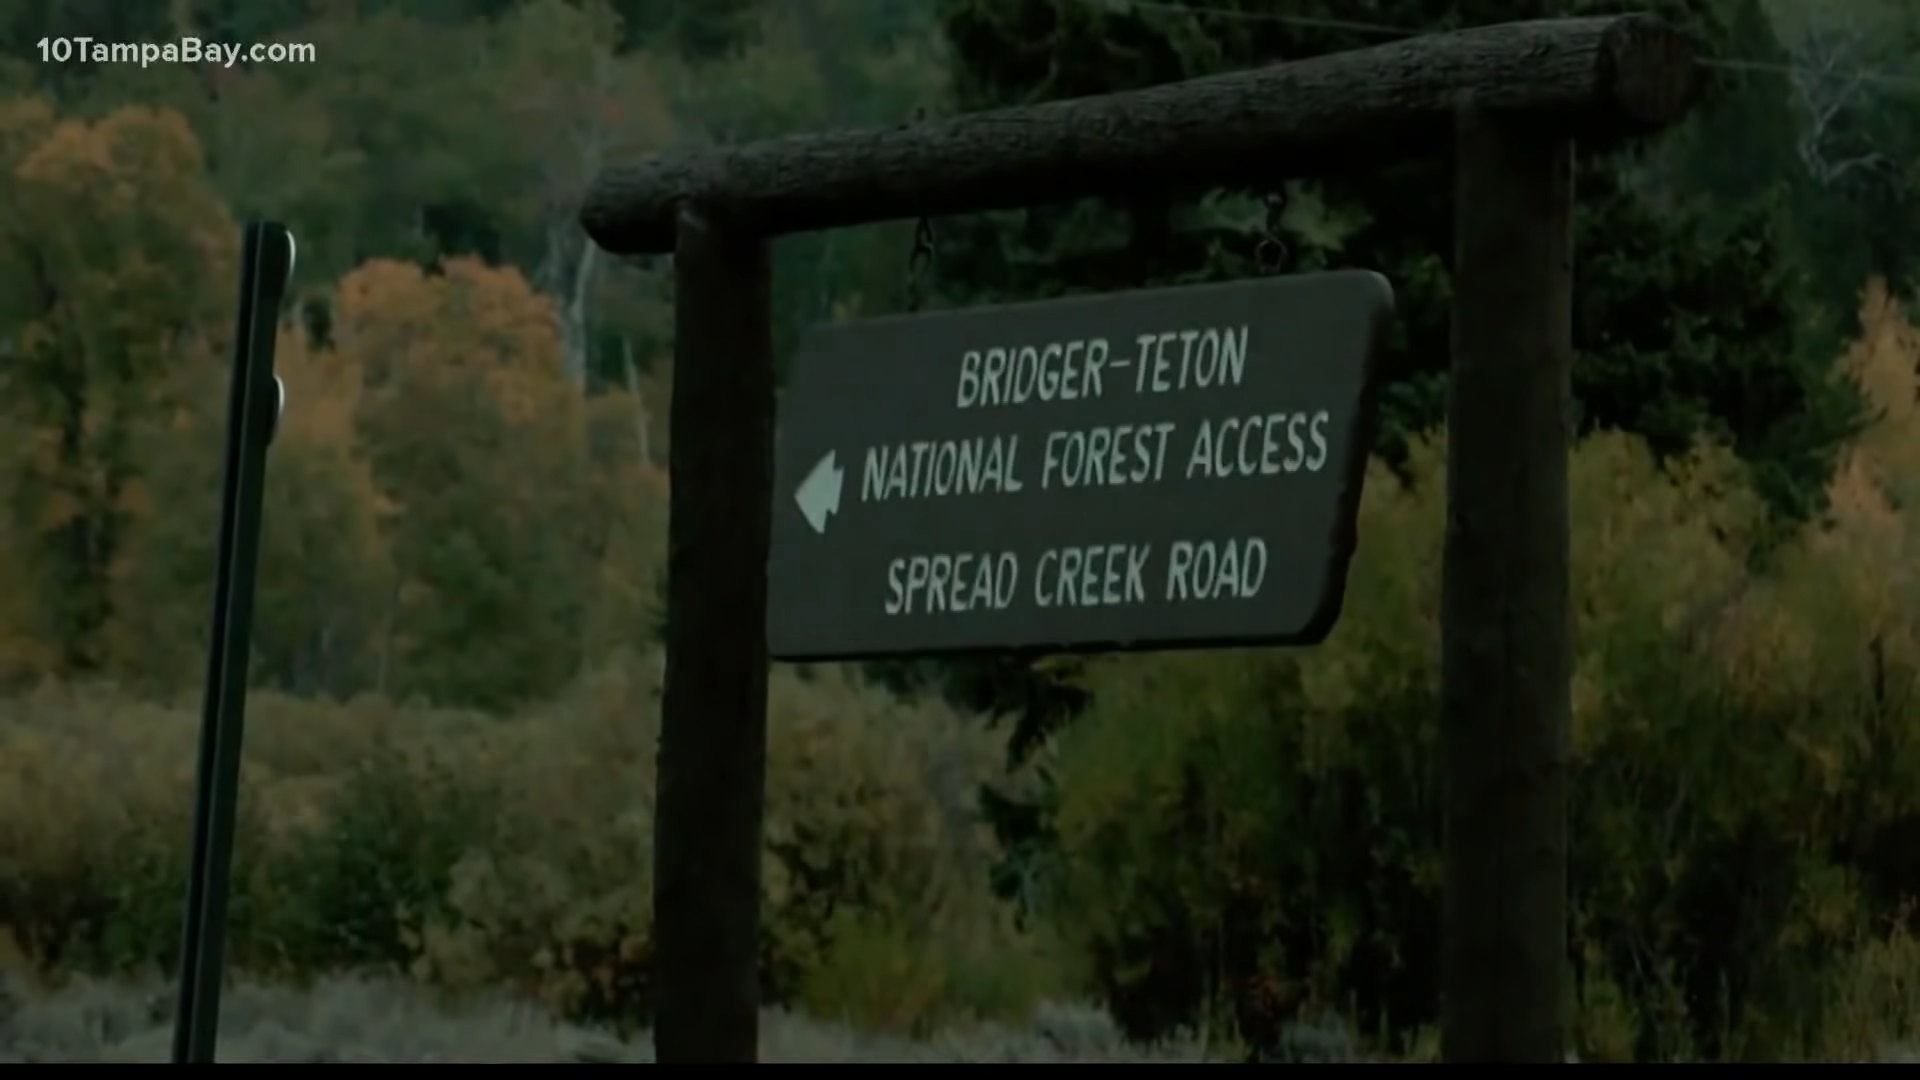 10TampaBay.com
BRIDGER-TETON
NATIONAL FOREST ACCESS
SPREAD CREEK ROAD